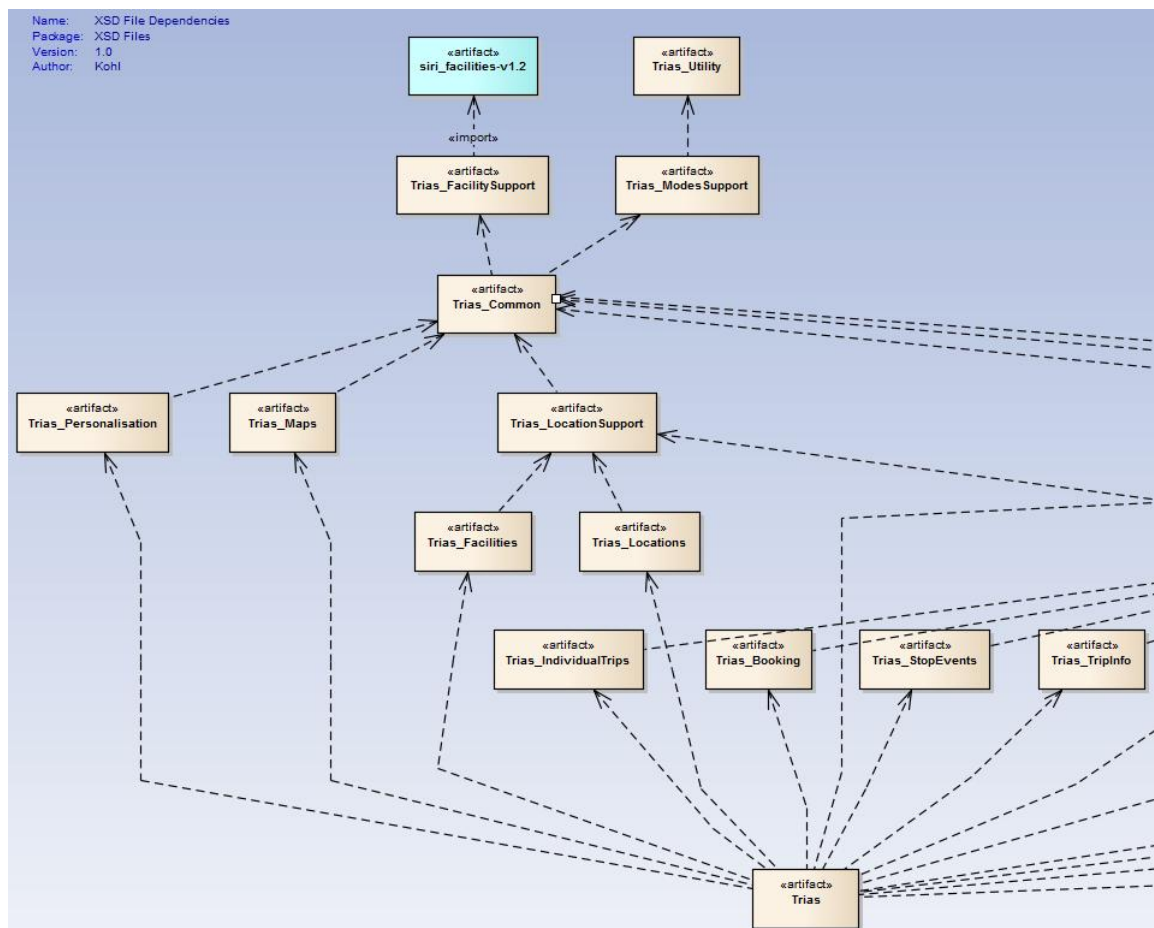 Name: XSD File Dependencies
Package: XSD Files
Version: 1.0
Author: Kohl
«artifact»
siri_facilities-v1.2
«artifact»
Trias_Utility
«import»
«artifact»
Trias_FacilitySupport
«artifact»
Trias_ModesSupport
«artifact»
Trias_Common
«artifact»
Trias_Personalisation
«artifact»
Trias_Maps
«artifact»
Trias_LocationSupport
«artifact»
Trias_Facilities
«artifact»
Trias_Locations
«artifact»
Trias_IndividualTrips
«artifact»
Trias_Booking
«artifact»
Trias_StopEvents
«artifact»
Trias_TripInfo
«artifact»
Trias